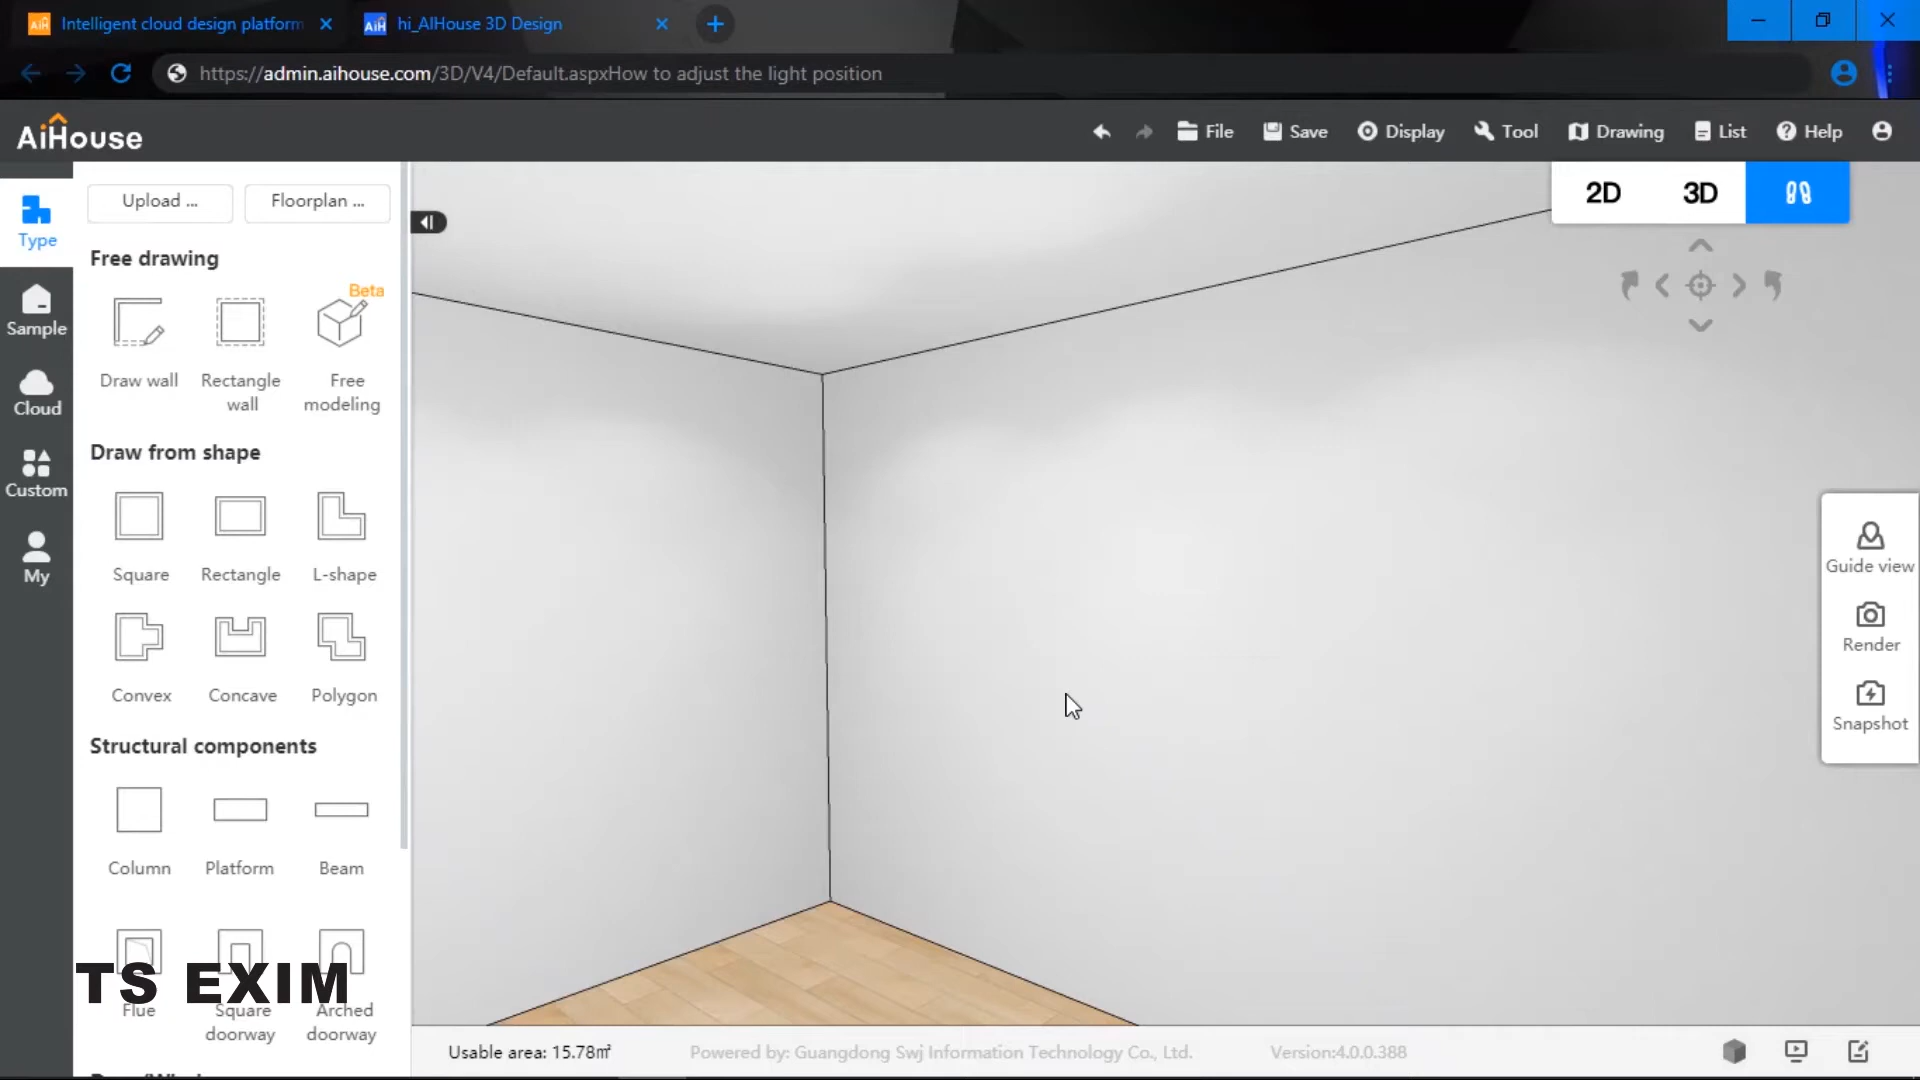 Intelligent cloud design platform
hi_AIHouse 3D Design
https://admin.aihouse.com/3D/V4/Default.aspxHow to adjust the light position
AiHouse
File
Save
Display
Tool
Drawing
List
Help
2D
3D
Type
Sample
Cloud
Custom
My
Upload ...
Floorplan ...
Free drawing
Beta
Draw wall
Rectangle
wall
Free
modeling
Draw from shape
Square
Rectangle
L-shape
Convex
Concave
Polygon
Structural components
Column
Platform
Beam
TS EXIM
Flue
Square
doorway
Arched
doorway
Guide view
Render
Snapshot
Usable area: 15.78㎡
Powered by: Guangdong Swj Information Technology Co., Ltd.
Version:4.0.0.388